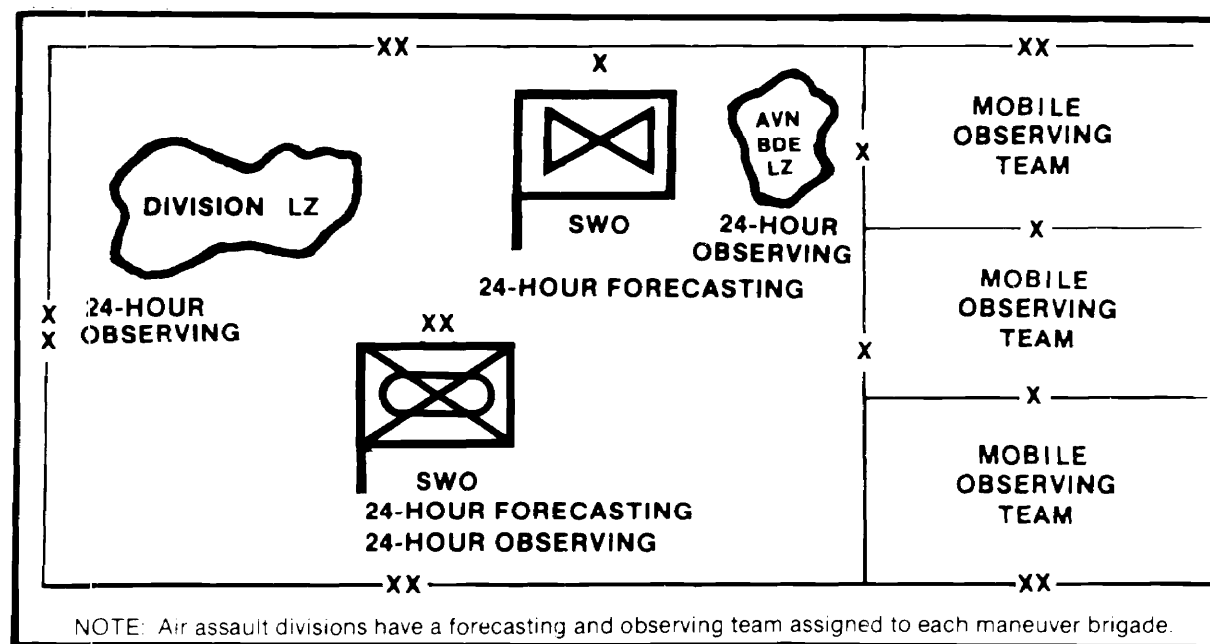 XX
XX
X
DIVISION LZ
24-HOUR
OBSERVING
SWO
24-HOUR FORECASTING
AVN
BDE
LZ
24-HOUR
OBSERVING
X
X
X
XX
SWO
24-HOUR FORECASTING
24-HOUR OBSERVING
X
MOBILE
OBSERVING
TEAM
X
MOBILE
OBSERVING
TEAM
X
MOBILE
OBSERVING
TEAM
XX
XX
NOTE: Air assault divisions have a forecasting and observing team assigned to each maneuver brigade.